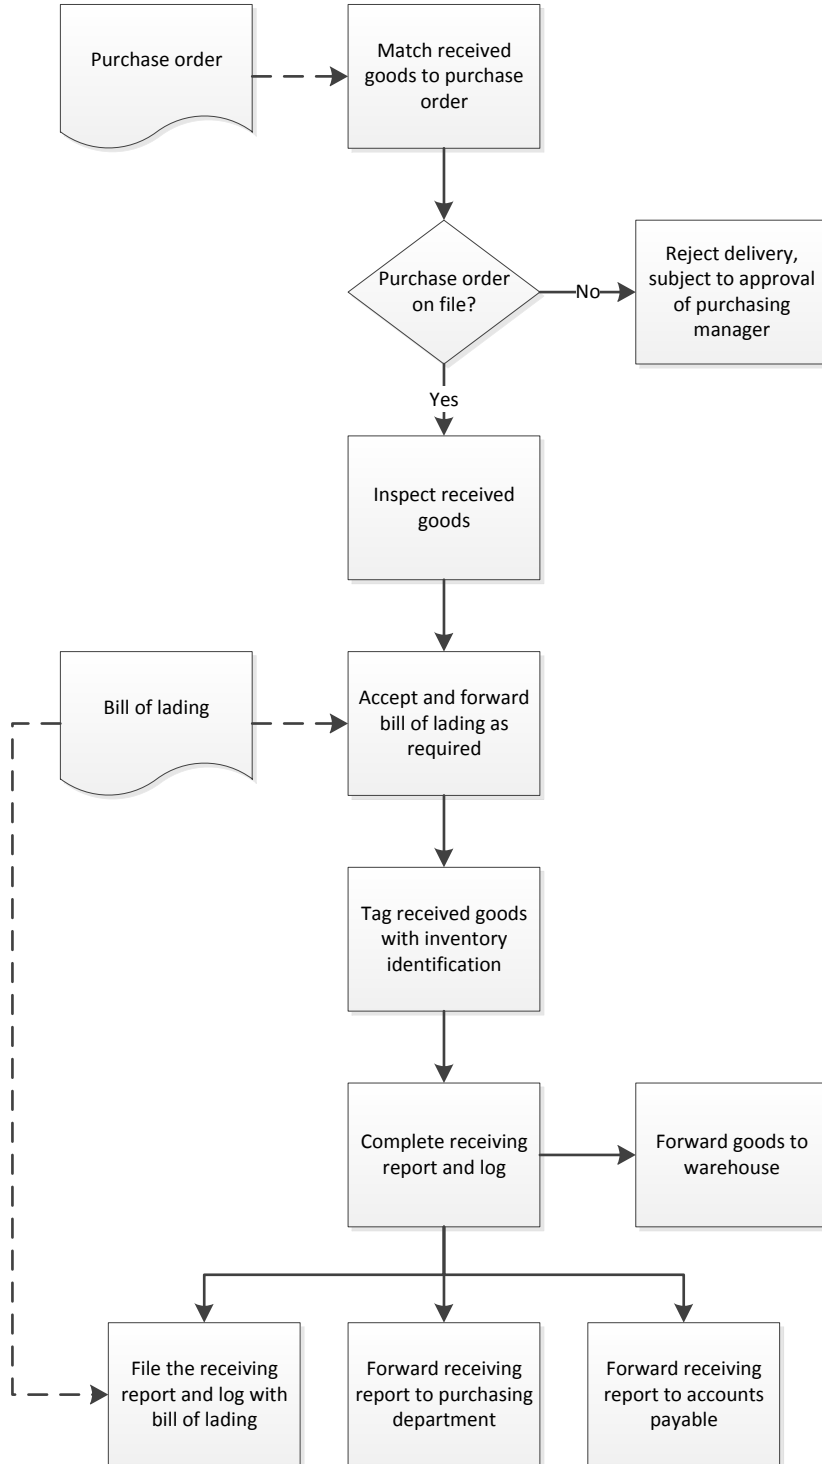 Purchase order
Match received
goods to purchase
order
Purchase order
on file?
No
Reject delivery,
subject to approval
of purchasing
manager
Yes
Inspect received
goods
Bill of lading
Accept and forward
bill of lading as
required
Tag received goods
with inventory
identification
Complete receiving
report and log
Forward goods to
warehouse
File the receiving
report and log with
bill of lading
Forward receiving
report to purchasing
department
Forward receiving
report to accounts
payable